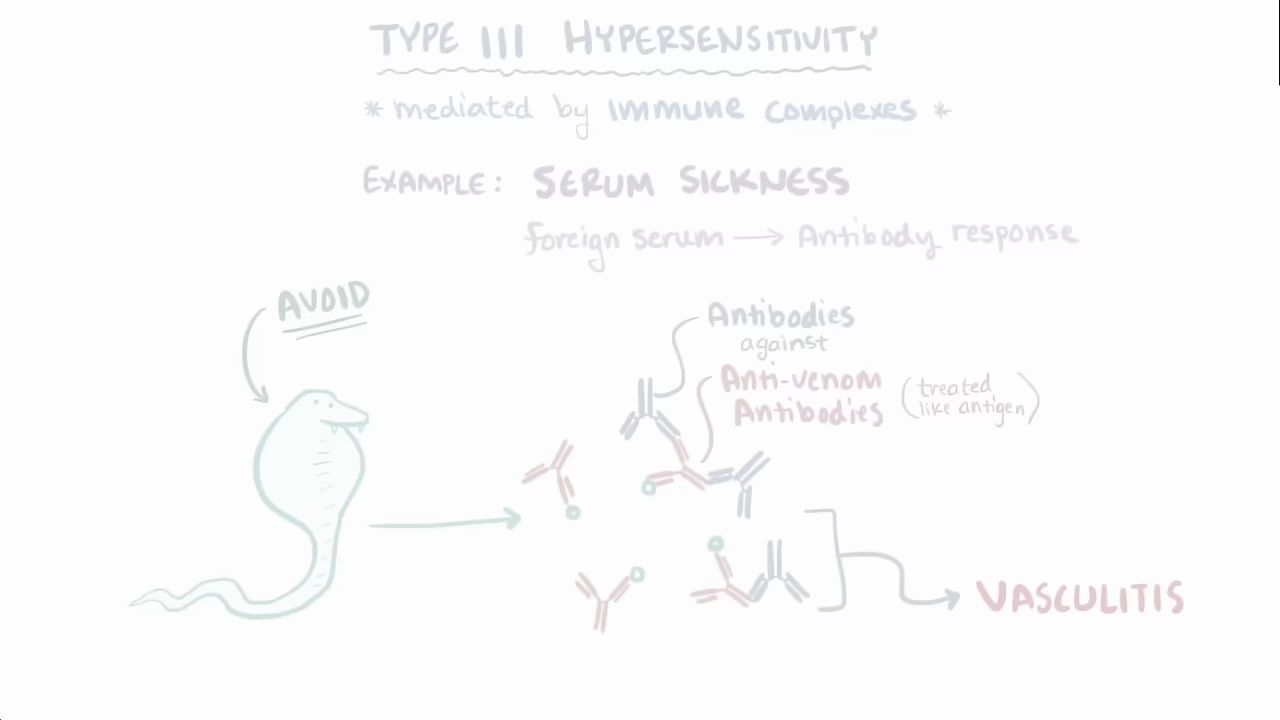 TYPE III HYPERSENSITIVITY
* mediated by IMMUNE COMPLEXES *
EXAMPLE: SERUM SICKNESS
foreign serum → Antibody response
AVOID
Antibodies
against
Anti-venom
Antibodies
(treated
like antigen)
VASCULITIS